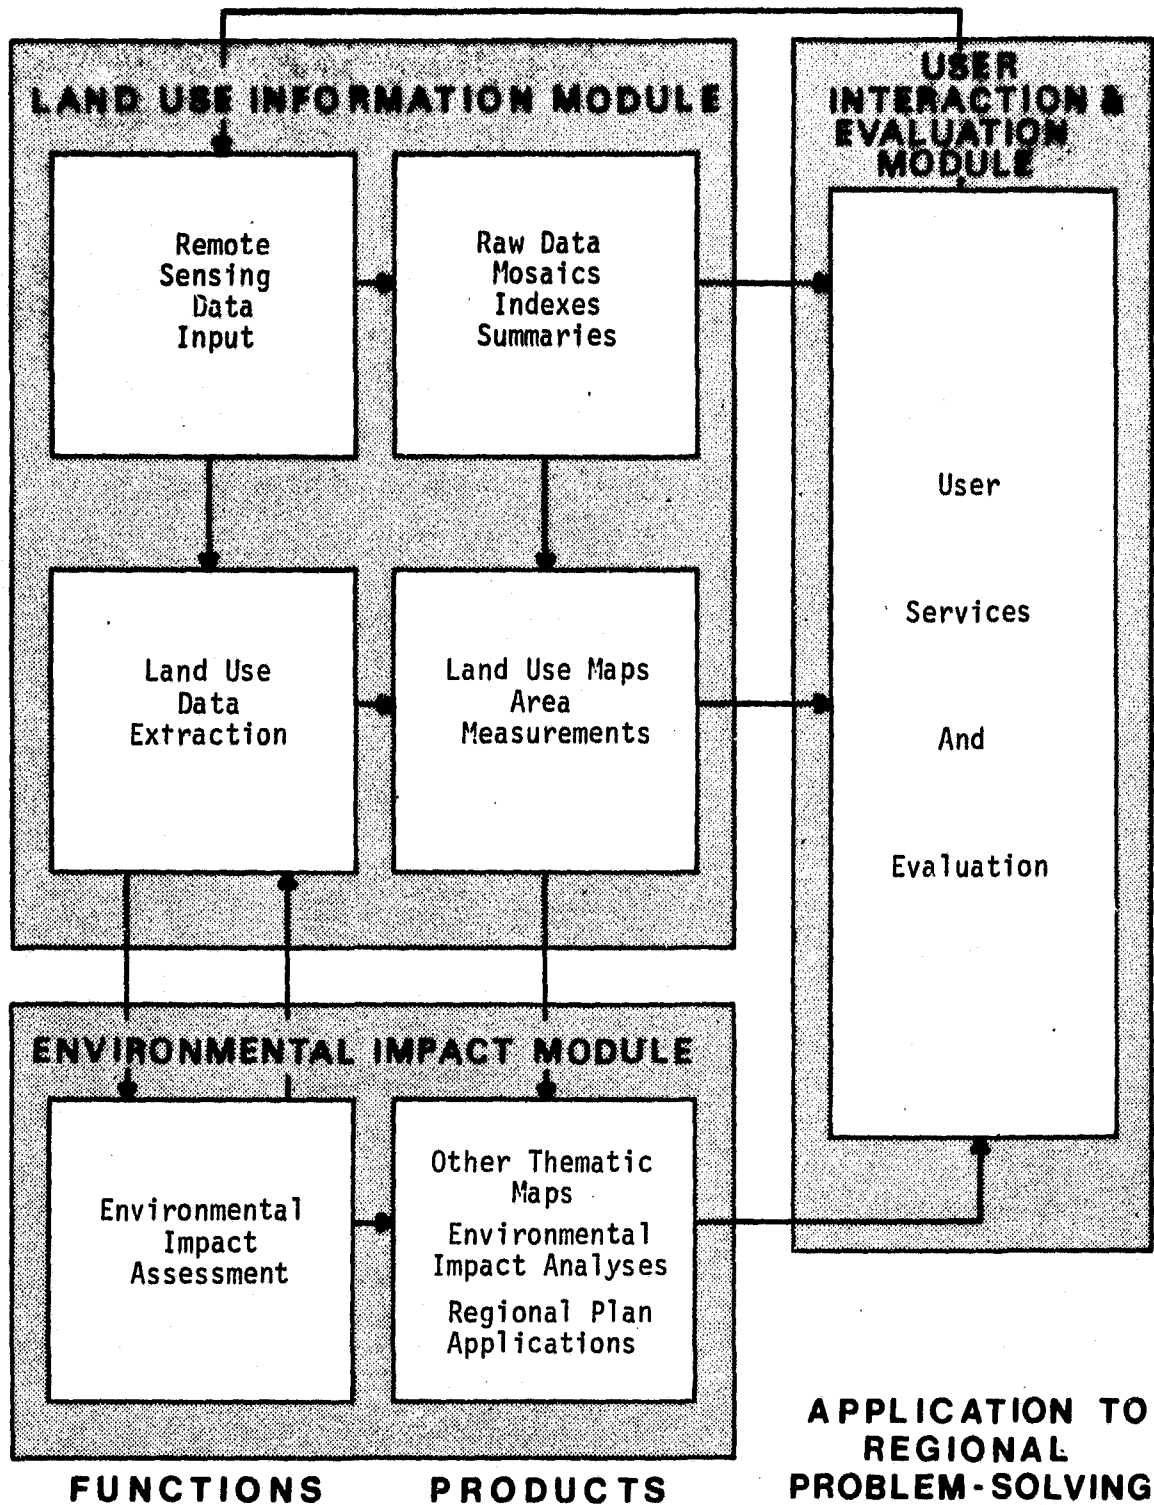 LAND USE INFORMATION MODULE
USER
INTERACTION &
EVALUATION
MODULE
Remote
Sensing
Data
Input
Raw Data
Mosaics
Indexes
Summaries
Land Use
Data
Extraction
Land Use Maps
Area
Measurements
User
Services
And
Evaluation
ENVIRONMENTAL IMPACT MODULE
Environmental
Impact
Assessment
Other Thematic
Maps
Environmental
Impact Analyses
Regional Plan
Applications
FUNCTIONS
PRODUCTS
APPLICATION TO
REGIONAL
PROBLEM-SOLVING